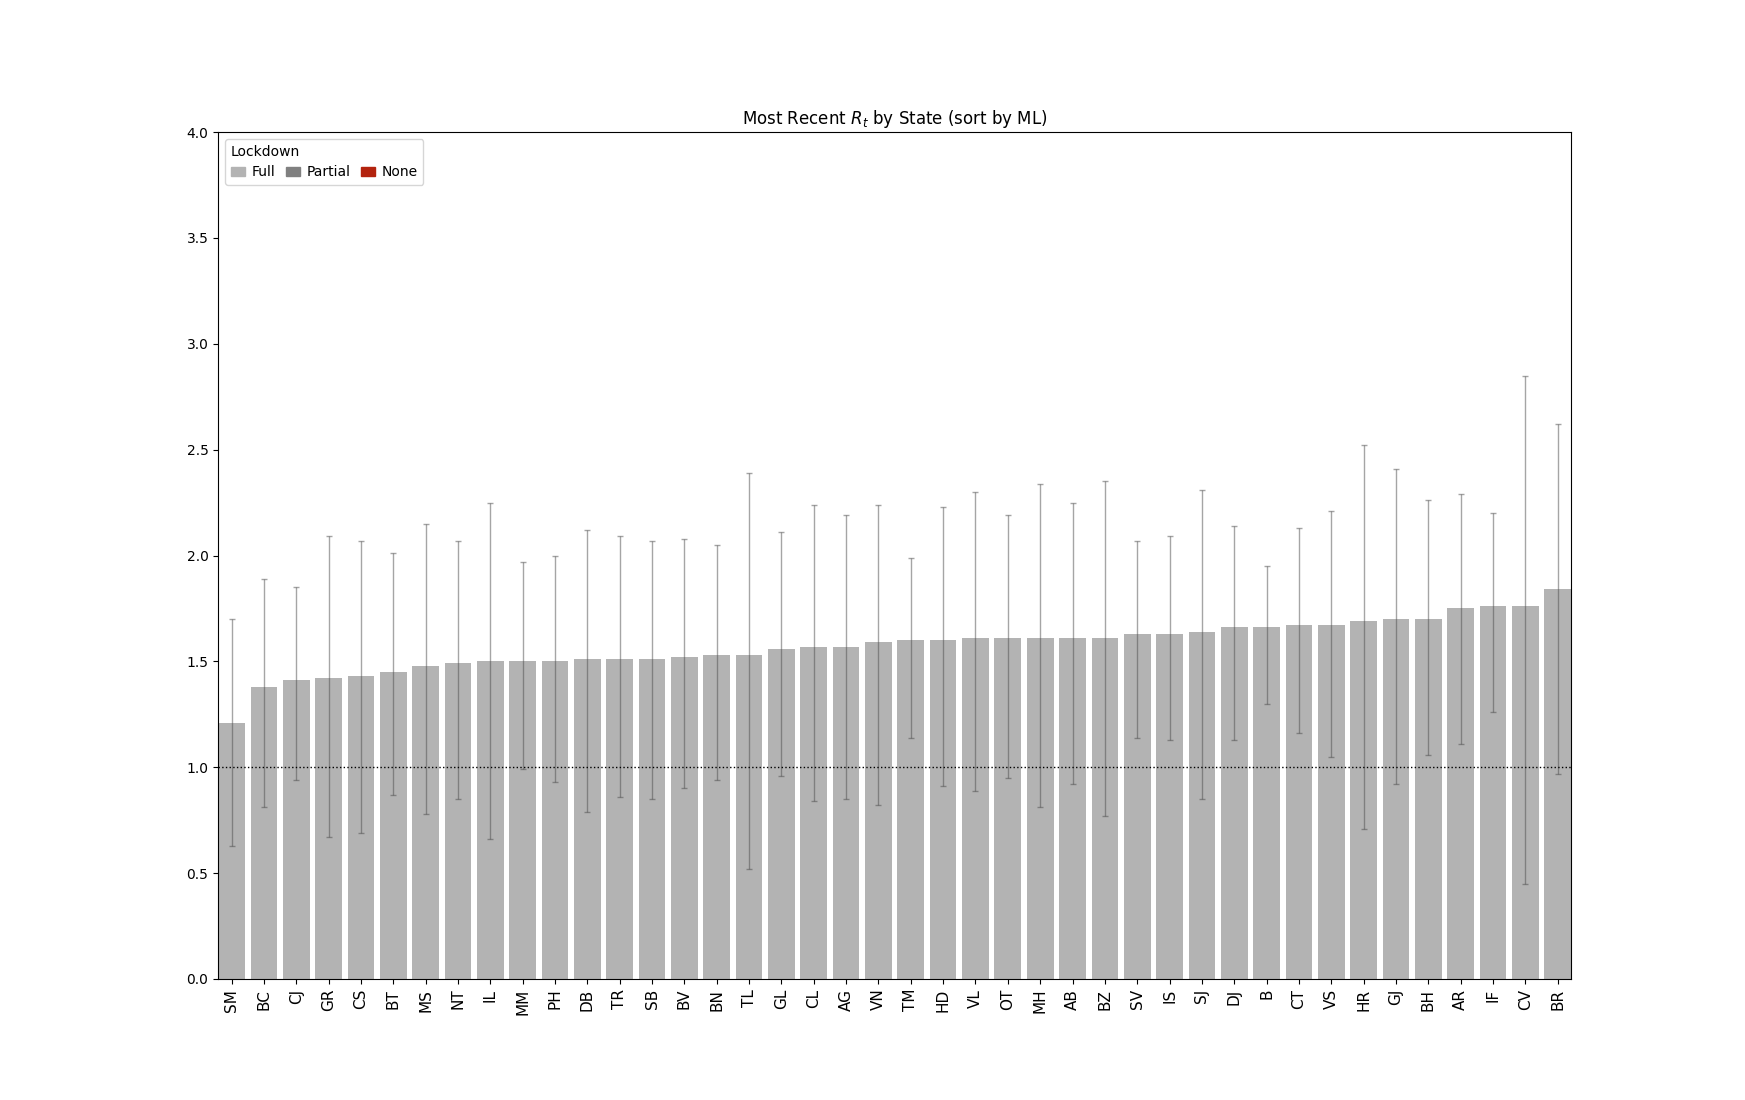 Most Recent Rt by State (sort by ML)
Lockdown
Full Partial None
4.0
3.5
3.0
2.5
2.0
1.5
1.0
0.5
0.0
SM BC CJ GR CS BT MS NT IL MM PH DB TR SB BV BN TL GL CL AG VN TM HD VL OT MH AB BZ SV IS SJ DJ B CT VS HR GJ BH AR IF CV BR